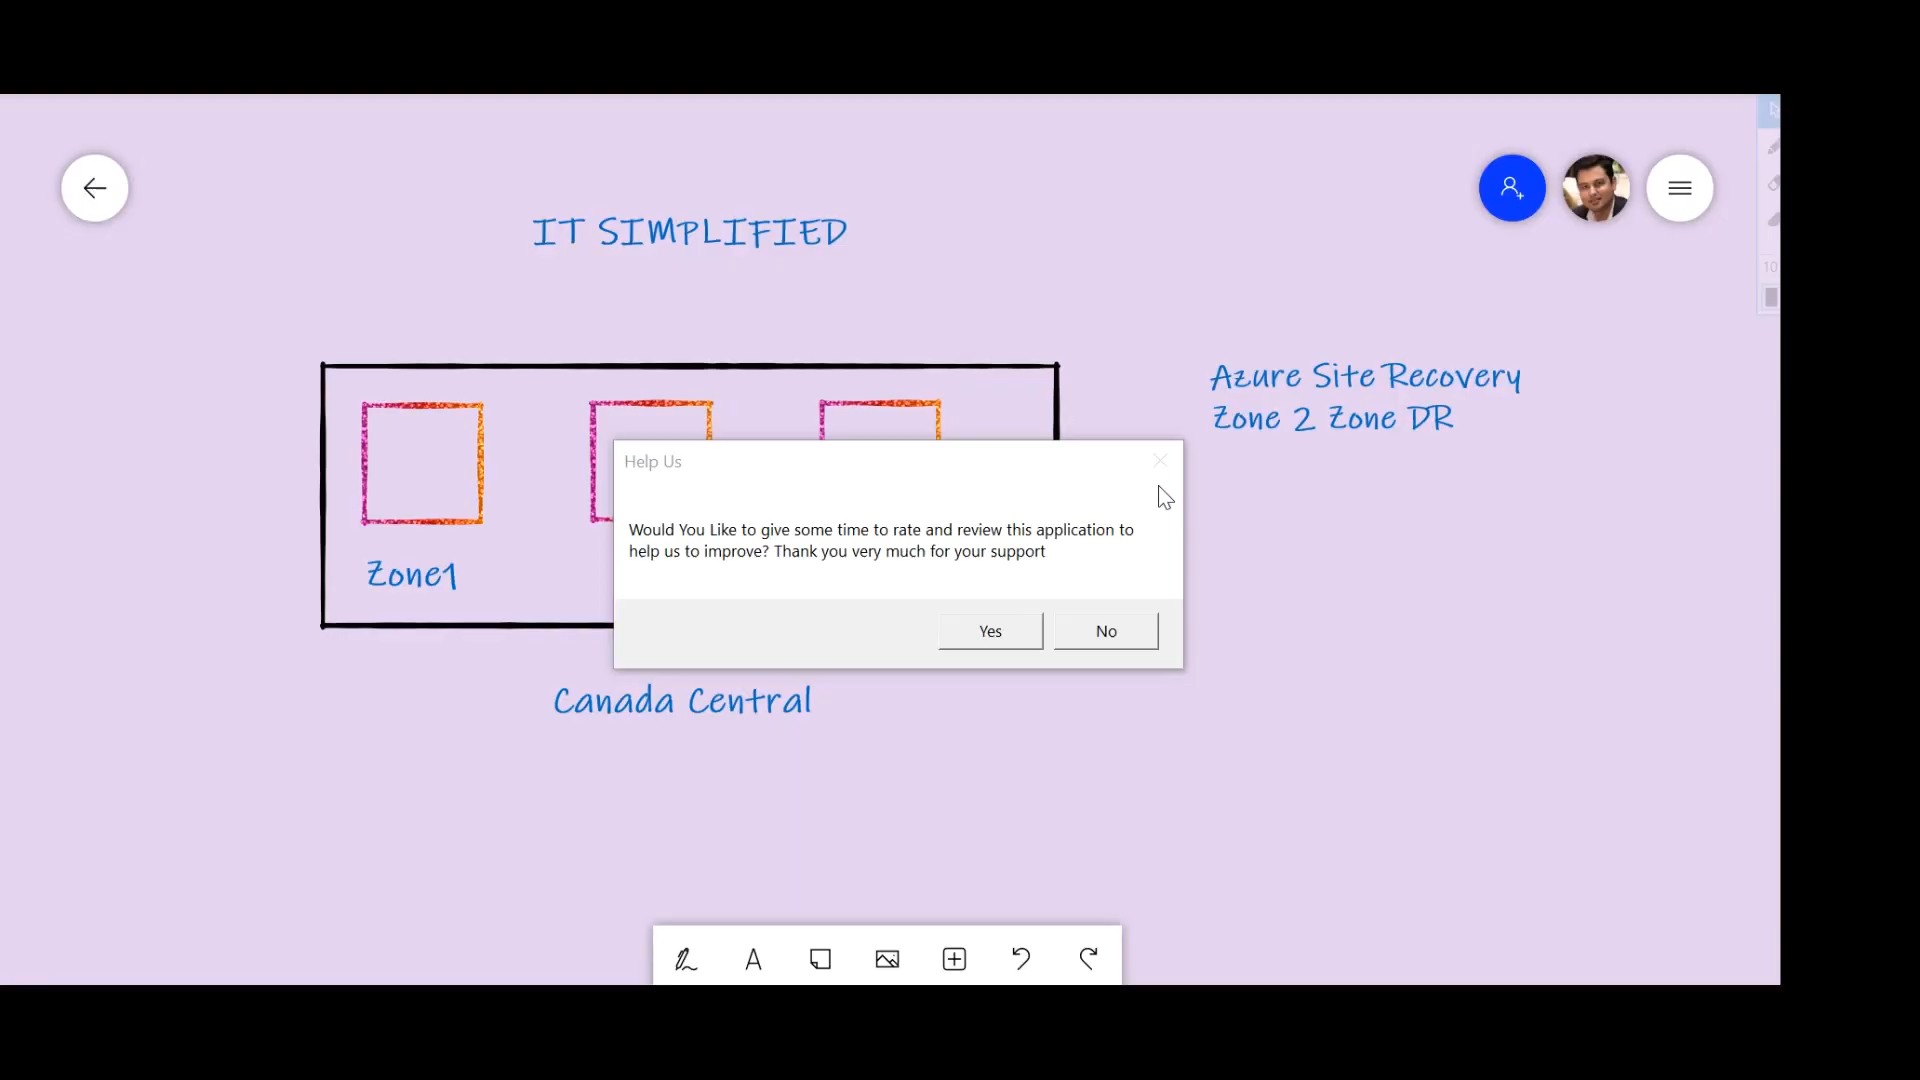 IT SIMPLIFIED
Azure Site Recovery
Zone 2 Zone DR
Help Us
Would You Like to give some time to rate and review this application to
help us to improve? Thank you very much for your support
Yes
No
Zone1
Canada Central
10